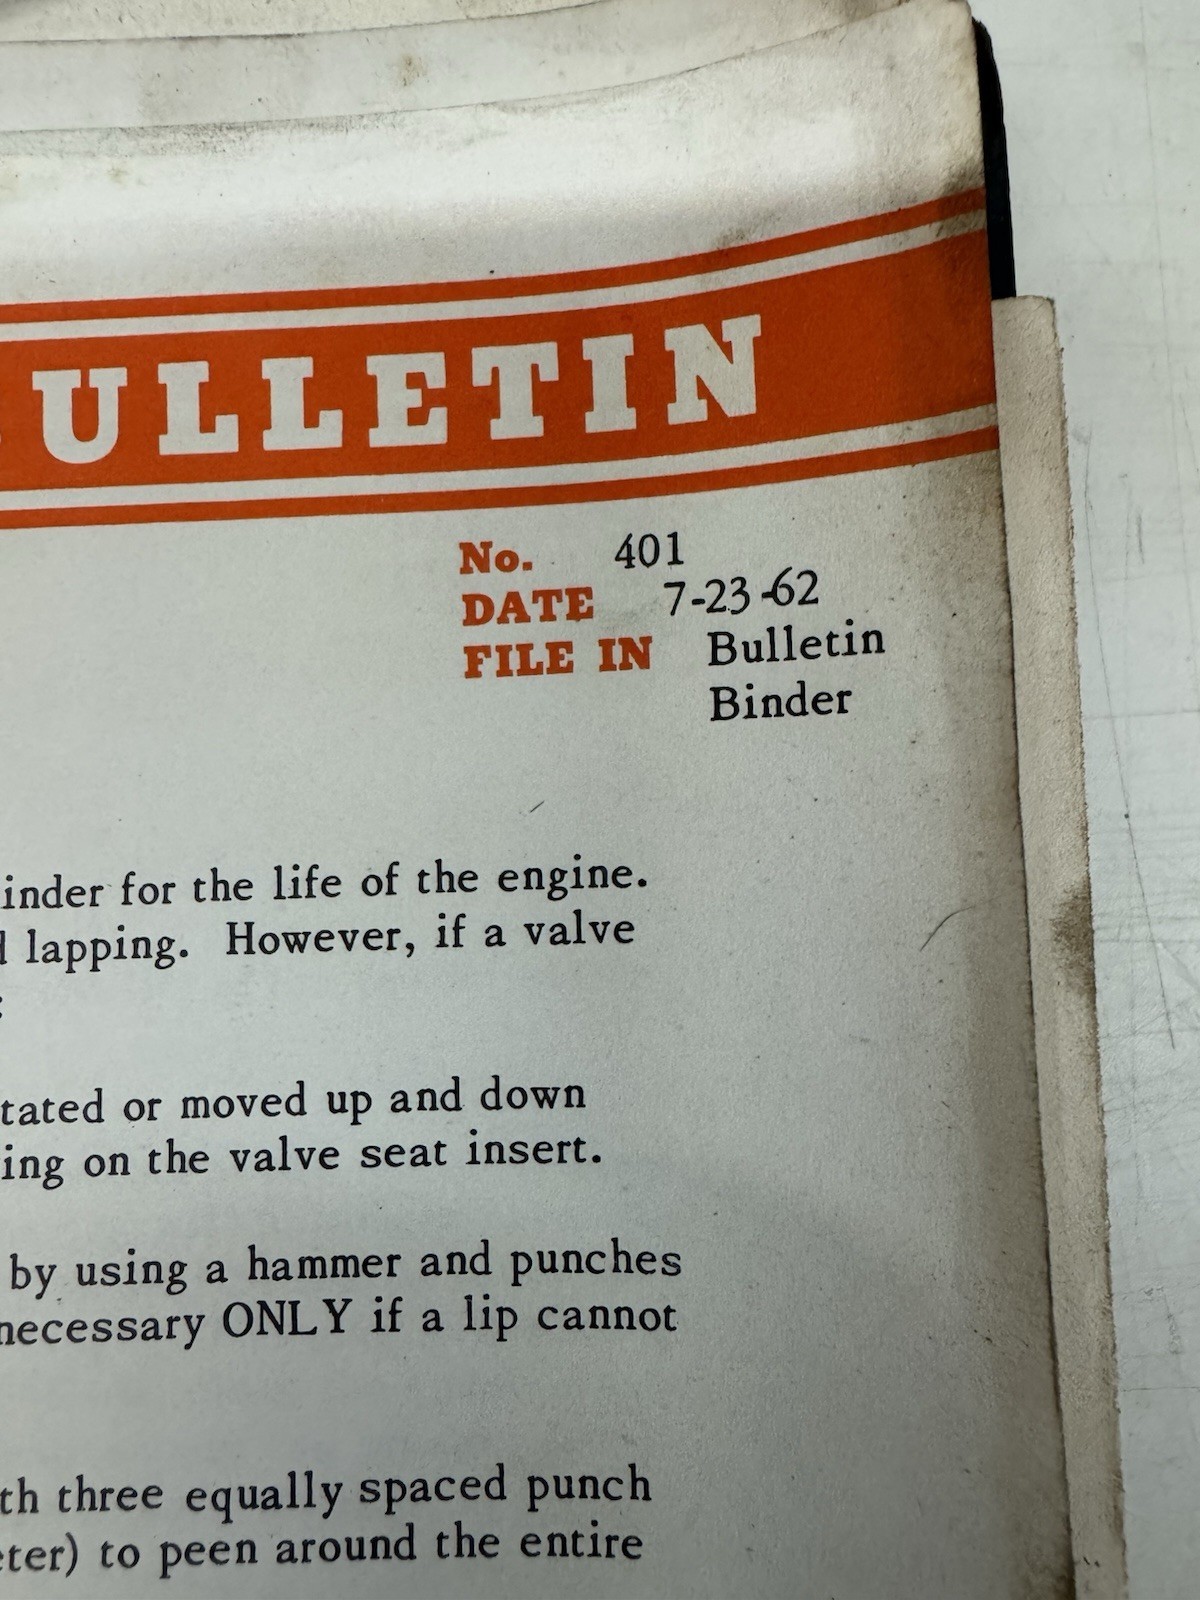 BULLETIN
No. 401
DATE 7-23-62
FILE IN Bulletin
Binder
inder for the life of the engine.
lapping. However, if a valve
:
tated or moved up and down
ing on the valve seat insert.
by using a hammer and punches
necessary ONLY if a lip cannot
th three equally spaced punch
eter) to peen around the entire